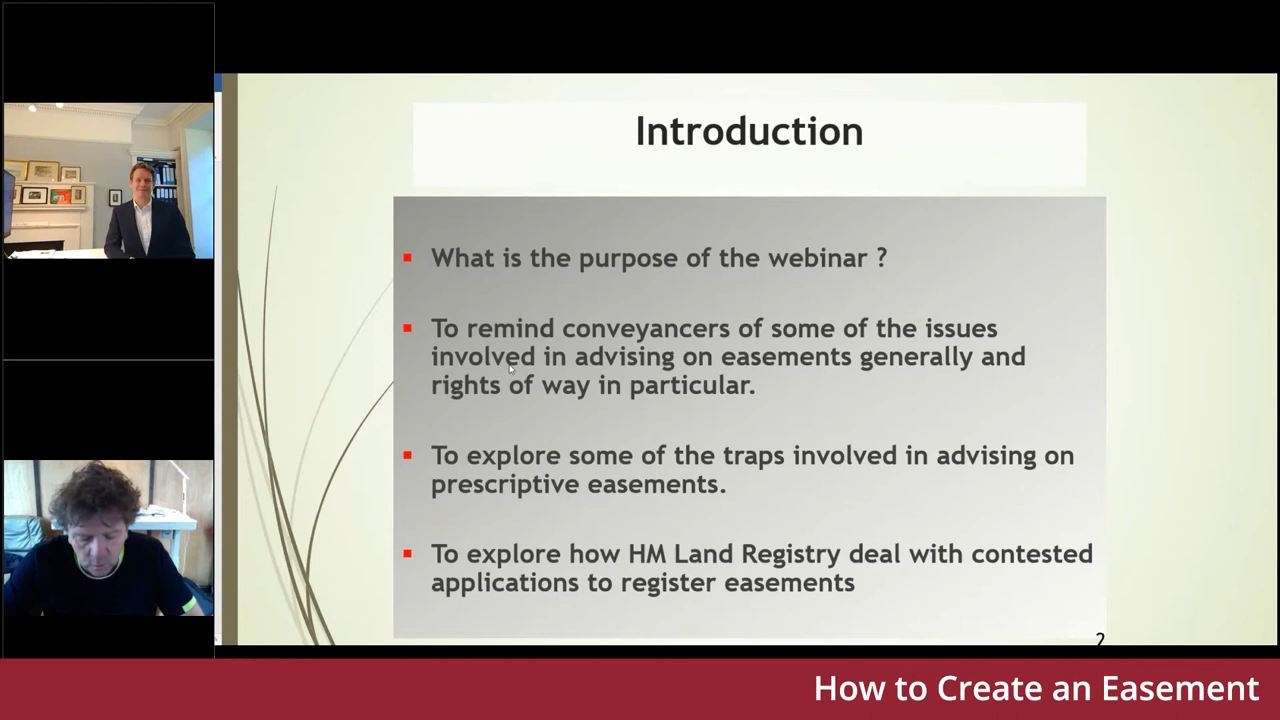 Introduction
What is the purpose of the webinar ?
To remind conveyancers of some of the issues
involved in advising on easements generally and
rights of way in particular.
To explore some of the traps involved in advising on
prescriptive easements.
To explore how HM Land Registry deal with contested
applications to register easements
2
How to Create an Easement